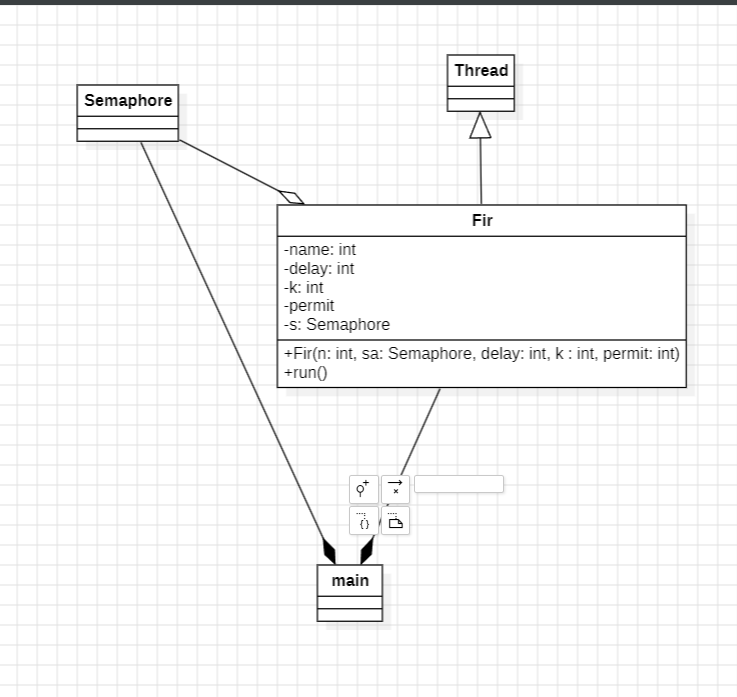 Thread
Semaphore
Fir
-name: int
-delay: int
-k: int
-permit
-s: Semaphore
+Fir(n: int, sa: Semaphore, delay: int, k : int, permit: int)
+run()
main